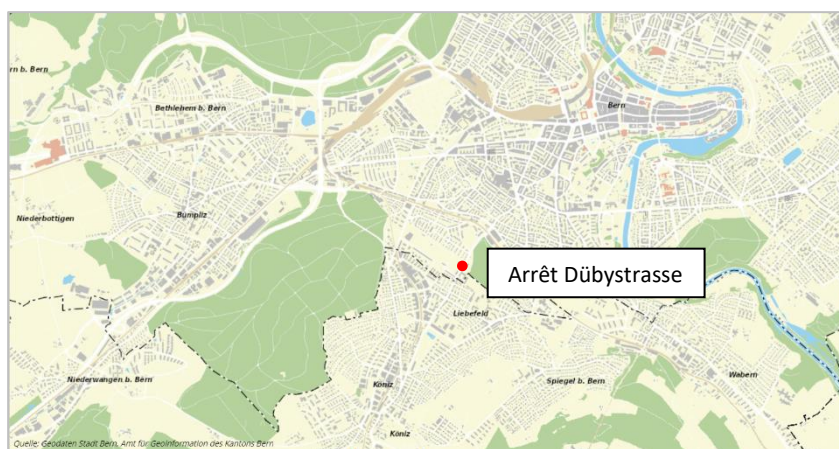 rn b. Bern
Bethlehem b. Bern
Bern
Niederbottigen
Bümpliz
Arrêt Dübystrasse
Liebefeld
Niederwangen b. Bern
Köniz
Spiegel b. Bern
Wabern
Köniz
Quelle: Geodaten Stadt Bern, Amt für Geoinformation des Kantons Bern